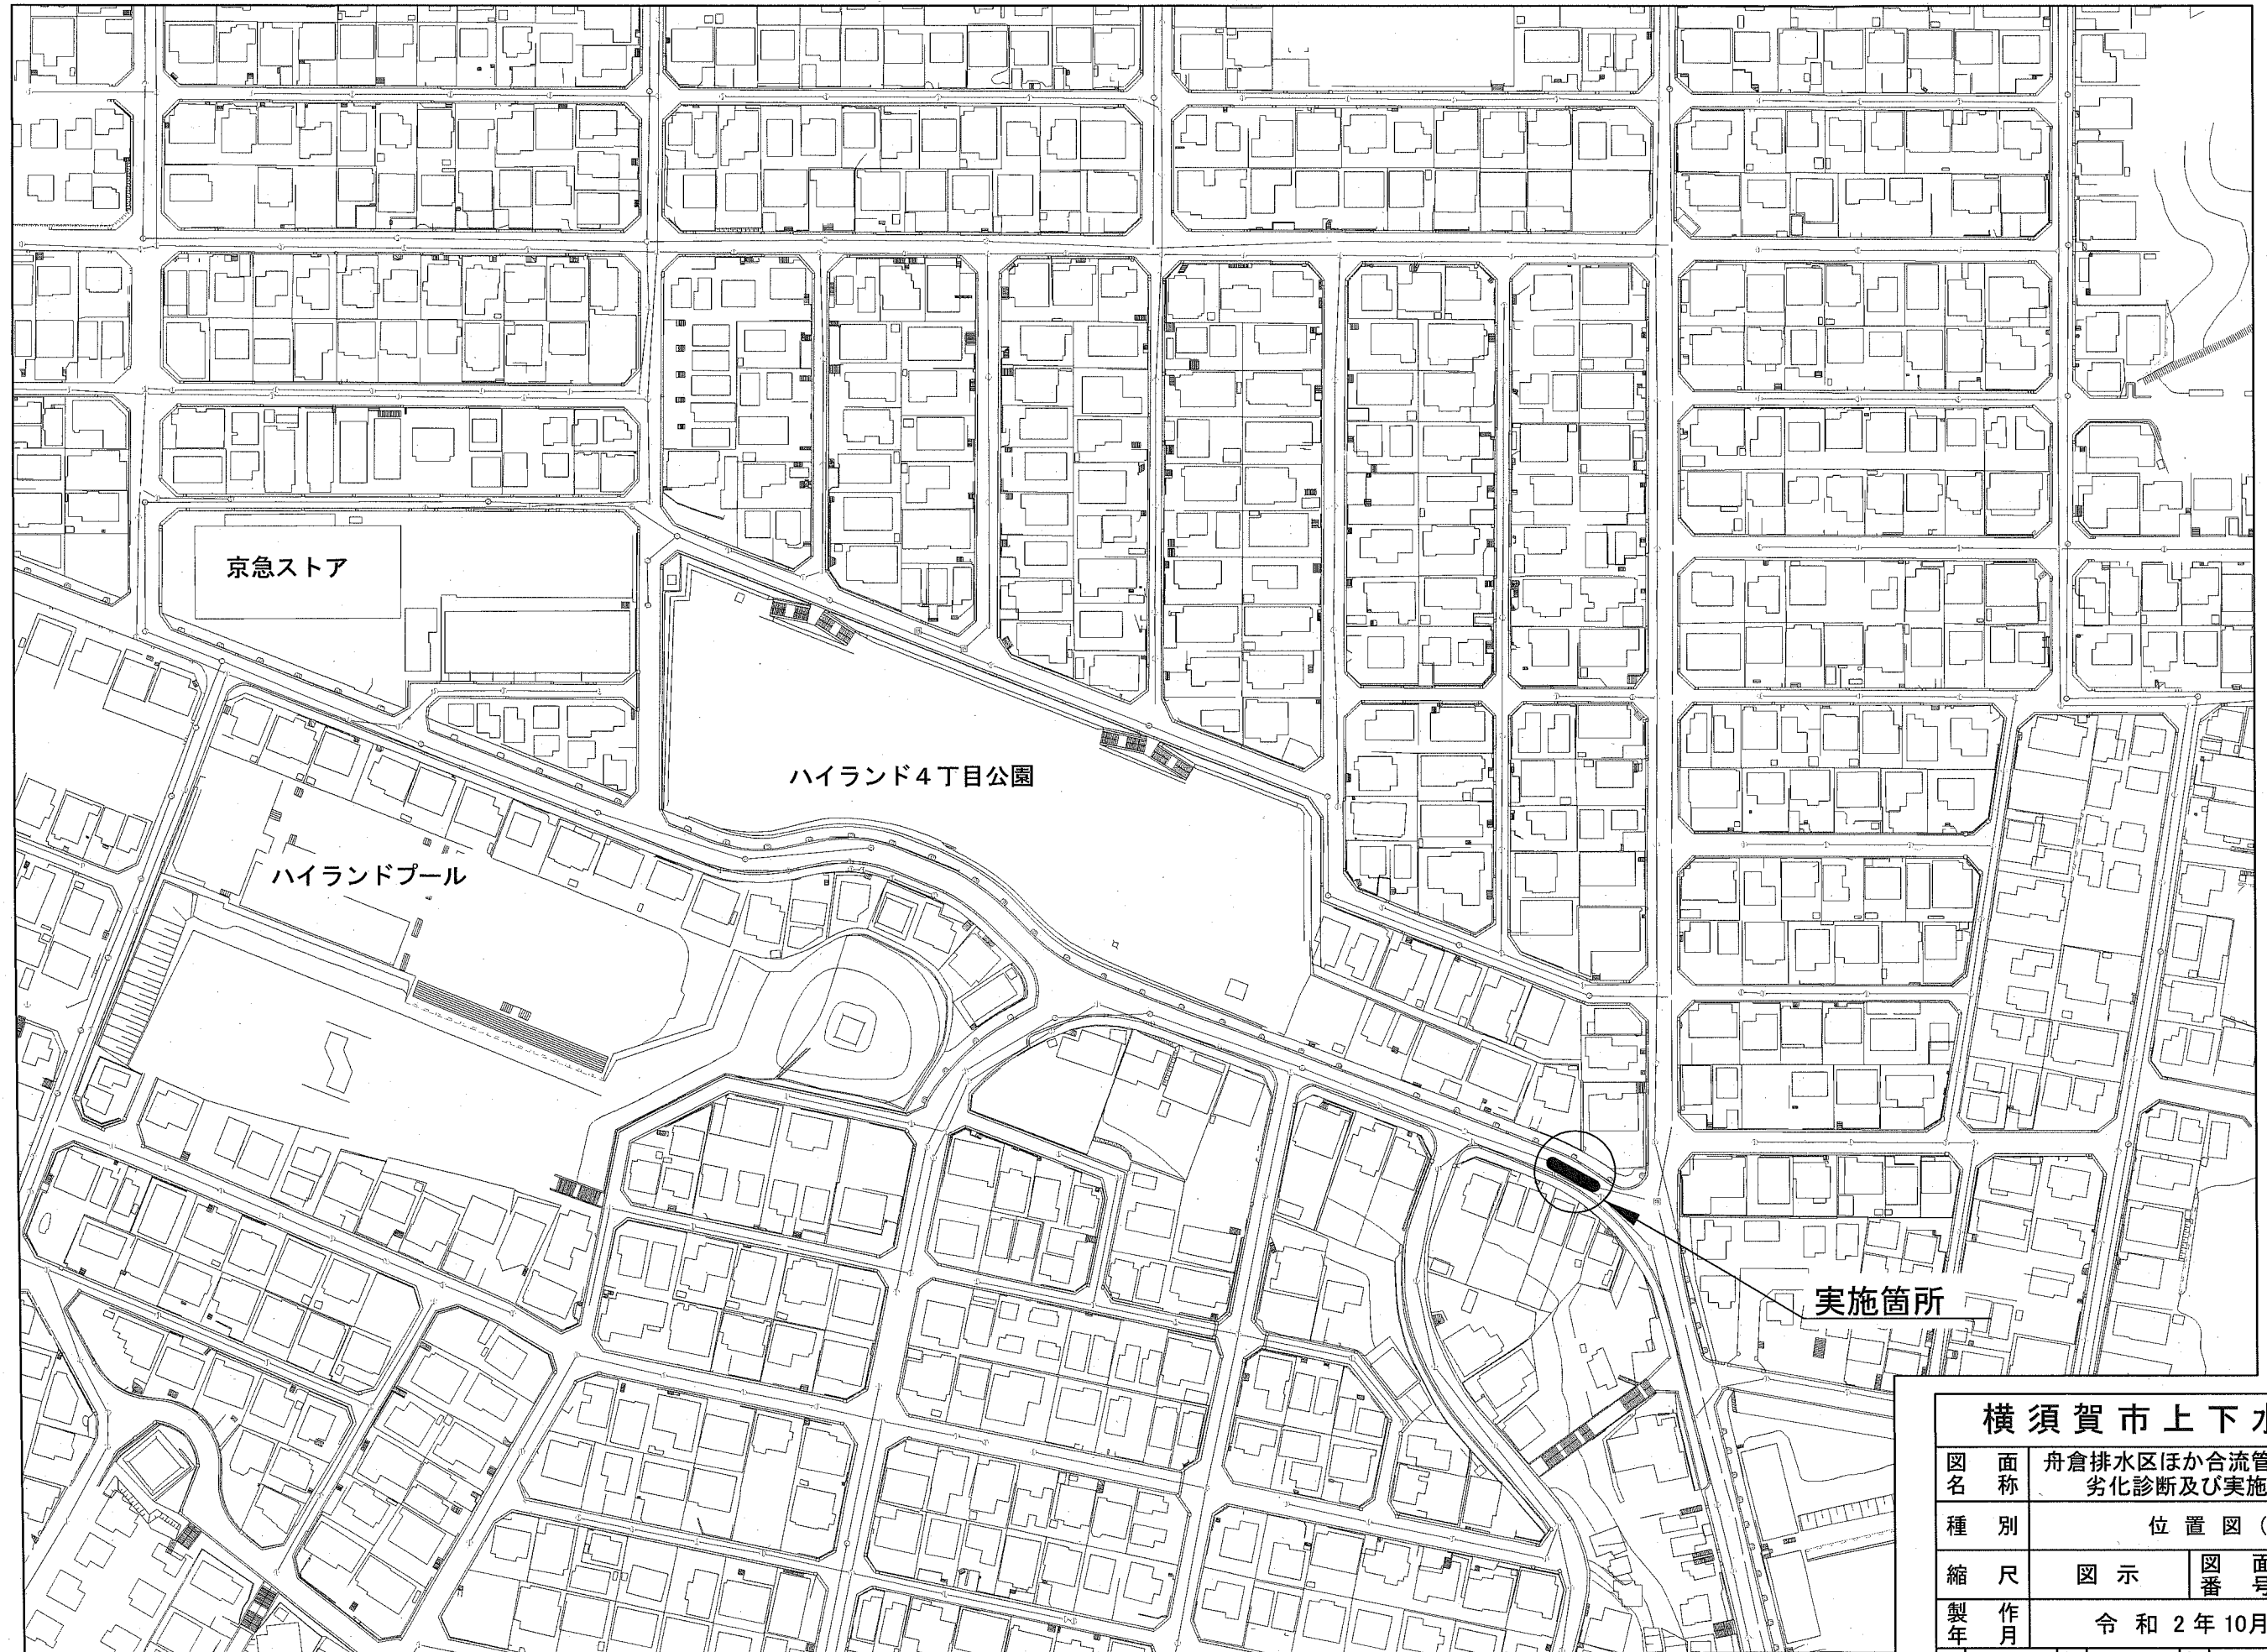 京急ストア
ハイランド4丁目公園
ハイランドプール
実施箇所
横須賀市上下
図面名称 舟倉排水区ほか合流管
劣化診断及び実施
種別 位置図(
縮尺 図示 図面番号
製作年月 令和2年10月